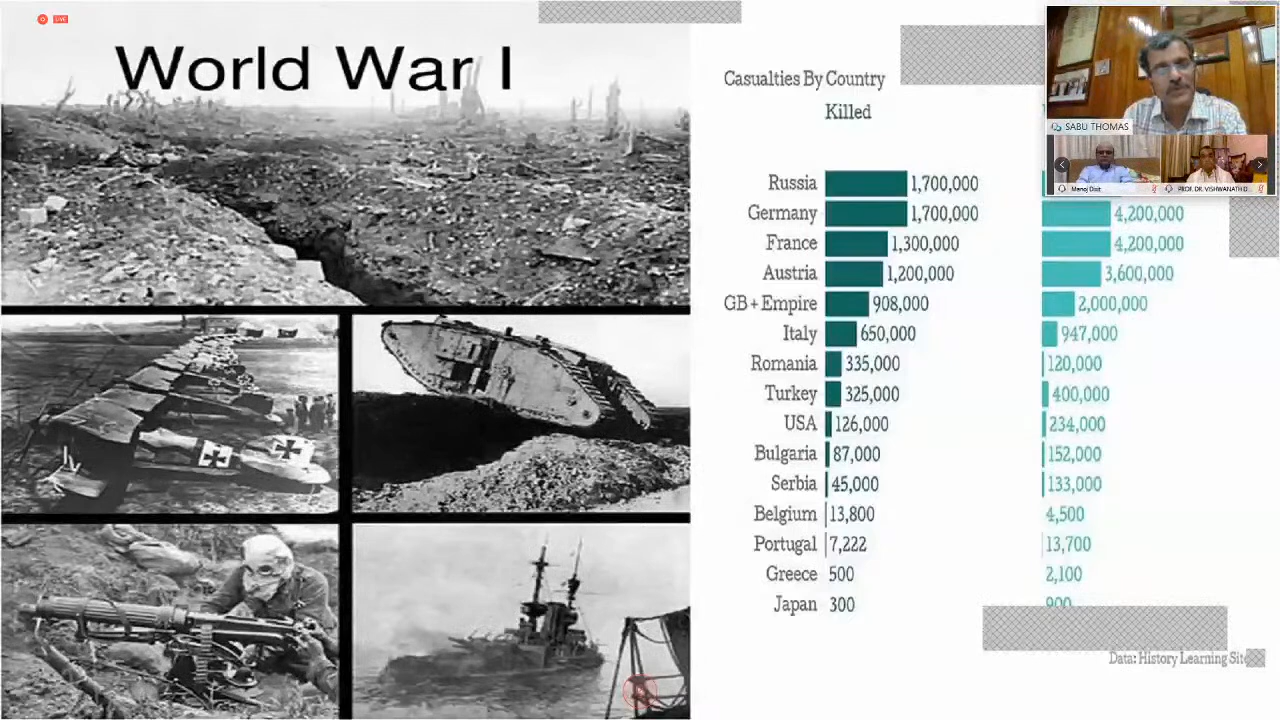 LIVE
World War I
Casualties By Country
Killed
SABU THOMAS
Manoj Dixit
PROF. DR. VISHWANATH D...
Russia 1,700,000
Germany 1,700,000 4,200,000
France 1,300,000 4,200,000
Austria 1,200,000 3,600,000
GB + Empire 908,000 2,000,000
Italy 650,000 947,000
Romania 335,000 120,000
Turkey 325,000 400,000
USA 126,000 234,000
Bulgaria 87,000 152,000
Serbia 45,000 133,000
Belgium 13,800 4,500
Portugal 7,222 13,700
Greece 500 2,100
Japan 300 900
Data: History Learning Site